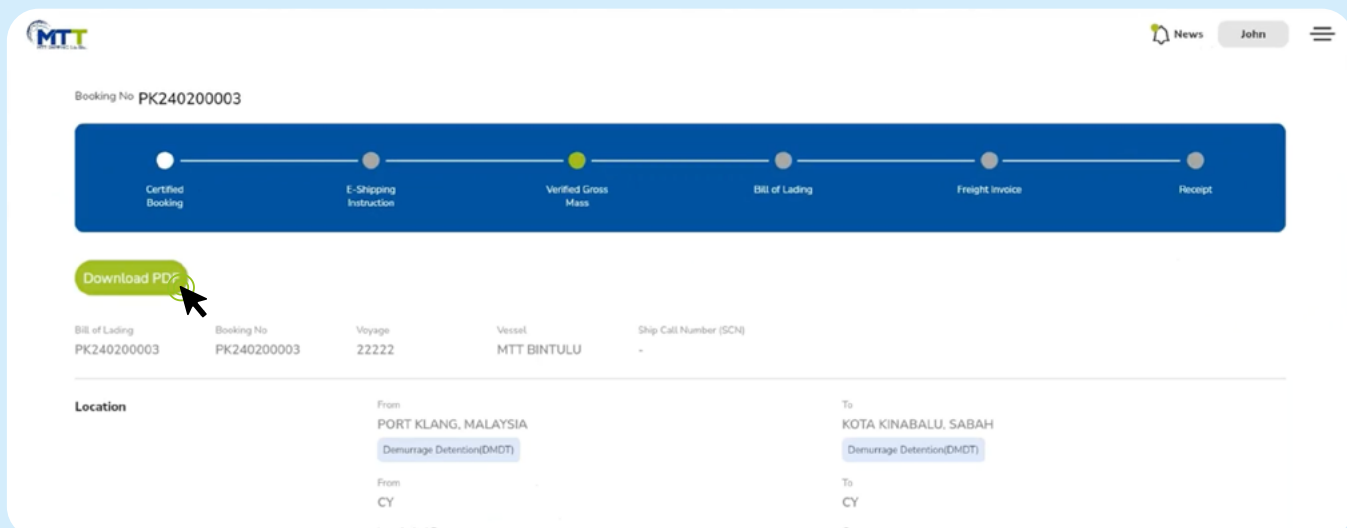 MTT
News
John
Booking No PK240200003
Certified
Booking
E-Shipping
Instruction
Verified Gross
Mass
Bill of Lading
Freight Invoice
Receipt
Download PDF
Bill of Lading
Booking No
Voyage
Vessel
Ship Call Number (SCN)
PK240200003
PK240200003
22222
MTT BINTULU
-
Location
From
To
PORT KLANG, MALAYSIA
KOTA KINABALU, SABAH
Demurrage Detention(DMDT)
Demurrage Detention(DMDT)
From
To
CY
CY